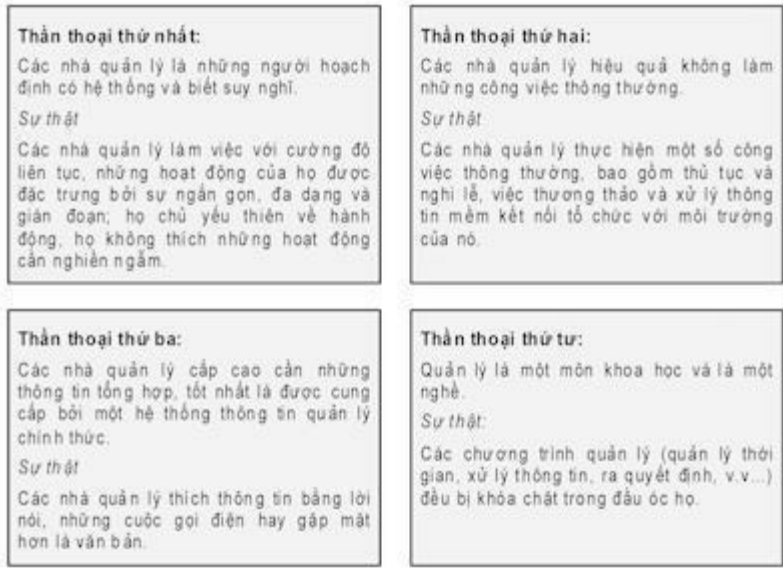 Thần thoại thứ nhất:
Các nhà quản lý là những người hoạch
định có hệ thống và biết suy nghĩ.
Sự thật
Các nhà quản lý làm việc với cường độ
liên tục, những hoạt động của họ được
đặc trưng bởi sự ngắn gọn, đa dạng và
gián đoạn; họ chủ yếu thiên về hành
động, họ không thích những hoạt động
cần nghiền ngẫm.
Thần thoại thứ hai:
Các nhà quản lý hiệu quả không làm
những công việc thông thường.
Sự thật
Các nhà quản lý thực hiện một số công
việc thông thường, bao gồm thủ tục và
nghi lễ, việc thương thảo và xử lý thông
tin mềm kết nối tổ chức với môi trường
của nó.
Thần thoại thứ ba:
Các nhà quản lý cấp cao cần những
thông tin tổng hợp, tốt nhất là được cung
cấp bởi một hệ thống thông tin quản lý
chính thức.
Sự thật
Các nhà quản lý thích thông tin bằng lời
nói, những cuộc gọi điện hay gặp mặt
hơn là văn bản.
Thần thoại thứ tư:
Quản lý là một môn khoa học và là một
nghề.
Sự thật:
Các chương trình quản lý (quản lý thời
gian, xử lý thông tin, ra quyết định, v.v...)
đều bị khóa chặt trong đầu óc họ.